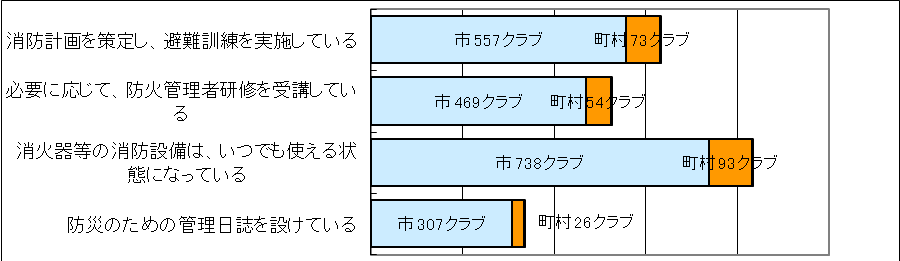 消防計画を策定し、避難訓練を実施している
市557クラブ
町村73クラブ
必要に応じて、防火管理者研修を受講してい
る
市469クラブ
町村54クラブ
消火器等の消防設備は、いつでも使える状
態になっている
市738クラブ
町村93クラブ
防災のための管理日誌を設けている
市307クラブ
町村26クラブ